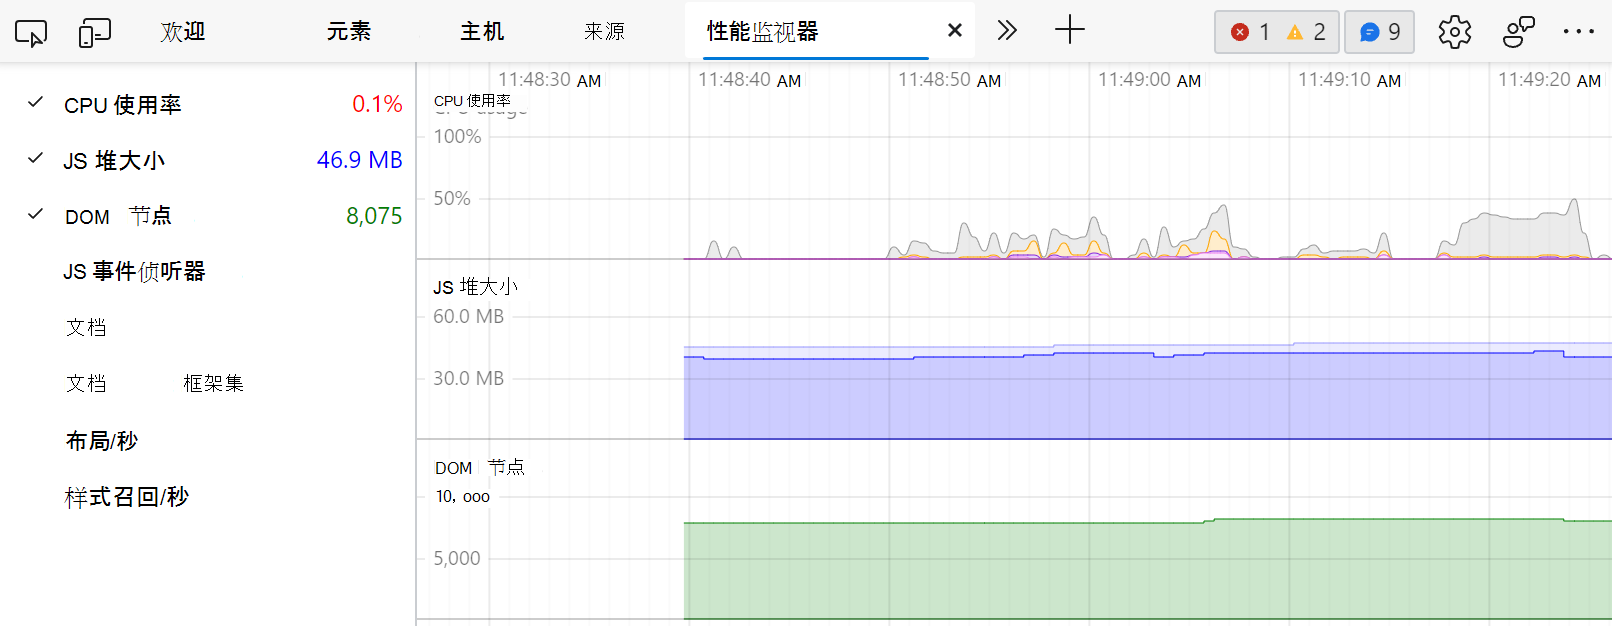 欢迎 元素 主机 来源 性能监视器 1 2 9
CPU 使用率 0.1%
JS 堆大小 46.9 MB
DOM 节点 8,075
JS 事件侦听器
文档
文档 框架集
布局/秒
样式召回/秒
11:48:30 AM 11:48:40 AM 11:48:50 AM 11:49:00 AM 11:49:10 AM 11:49:20 AM
CPU 使用率
100%
50%
JS 堆大小
60.0 MB
30.0 MB
DOM 节点
10, ooo
5,000